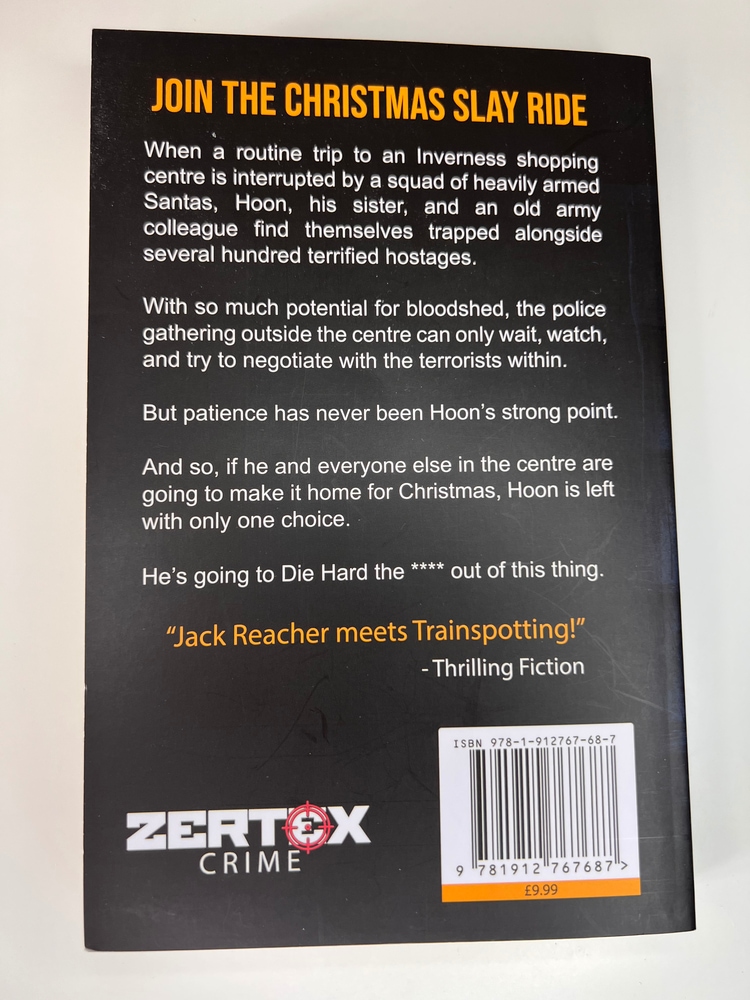 JOIN THE CHRISTMAS SLAY RIDE
When a routine trip to an Inverness shopping
centre is interrupted by a squad of heavily armed
Santas, Hoon, his sister, and an old army
colleague find themselves trapped alongside
several hundred terrified hostages.
With so much potential for bloodshed, the police
gathering outside the centre can only wait, watch,
and try to negotiate with the terrorists within.
But patience has never been Hoon's strong point.
And so, if he and everyone else in the centre are
going to make it home for Christmas, Hoon is left
with only one choice.
He's going to Die Hard the **** out of this thing.
“Jack Reacher meets Trainspotting!”
- Thrilling Fiction
ISBN 978-1-912767-68-7
9 781912 767687 >
£9.99
ZERTEX
CRIME